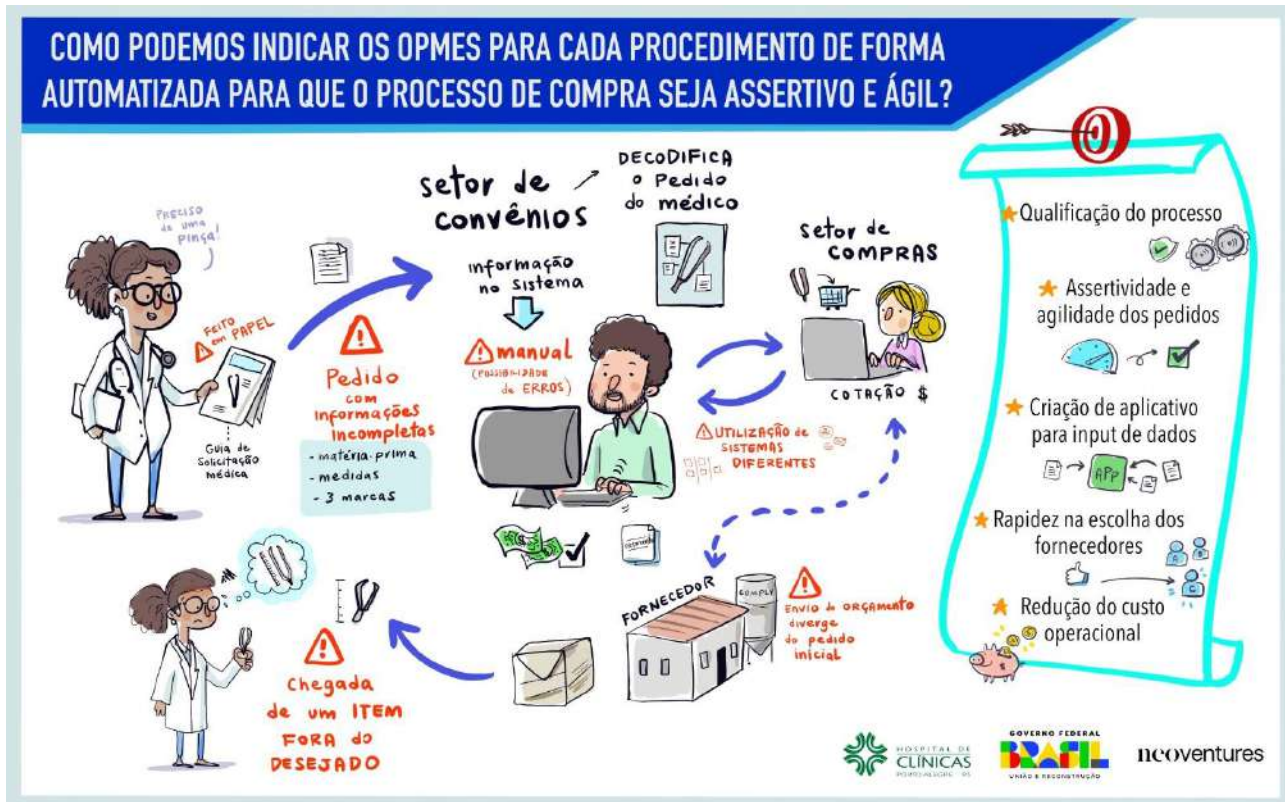 COMO PODEMOS INDICAR OS OPMES PARA CADA PROCEDIMENTO DE FORMA
AUTOMATIZADA PARA QUE O PROCESSO DE COMPRA SEJA ASSERTIVO E ÁGIL?
PRECISO
de uma
PINÇA!
FEITO
em PAPEL
Guia de
Solicitação
médica
Pedido
com
informações
incompletas
- matéria-prima
- medidas
- 3 marcas
setor de
convênios
DECODIFICA
o Pedido
do médico
informação
no sistema
manual
(POSSIBILIDADE
de ERROS)
setor de
COMPRAS
COTAÇÃO $
UTILIZAÇÃO de
SISTEMAS
DIFERENTES
FORNECEDOR
Envio do orçamento
diverge
do pedido
inicial
Chegada
de um ITEM
FORA do
DESEJADO
Qualificação do processo
Assertividade e
agilidade dos pedidos
Criação de aplicativo
para input de dados
APP
Rapidez na escolha dos
fornecedores
Redução do custo
operacional
HOSPITAL DE
CLÍNICAS
PORTO ALEGRE - RS
GOVERNO FEDERAL
BRASIL
UNIÃO E RECONSTRUÇÃO
neoventures